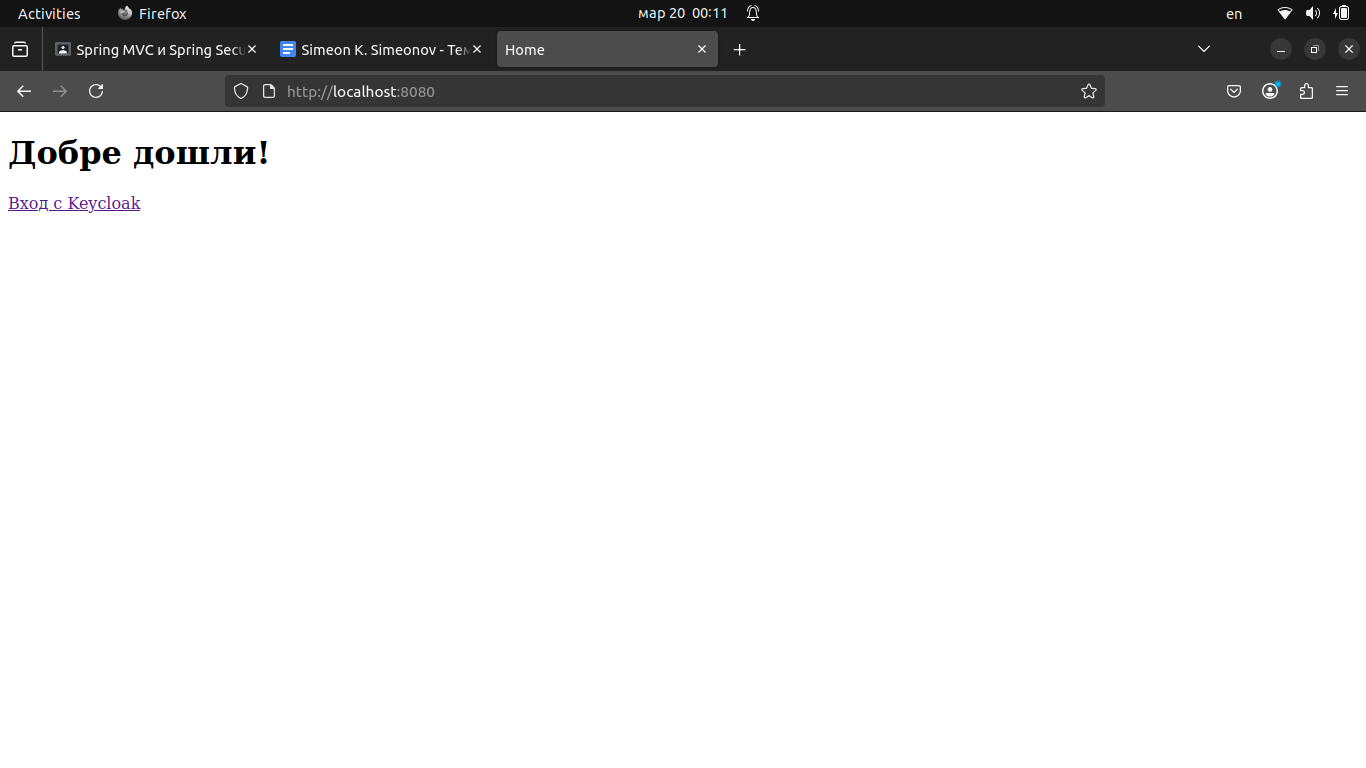 Activities Firefox мар 20 00:11 en
Spring MVC и Spring Secu Simeon K. Simeonov - Тем Home
http://localhost:8080
Добре дошли!
Вход с Keycloak